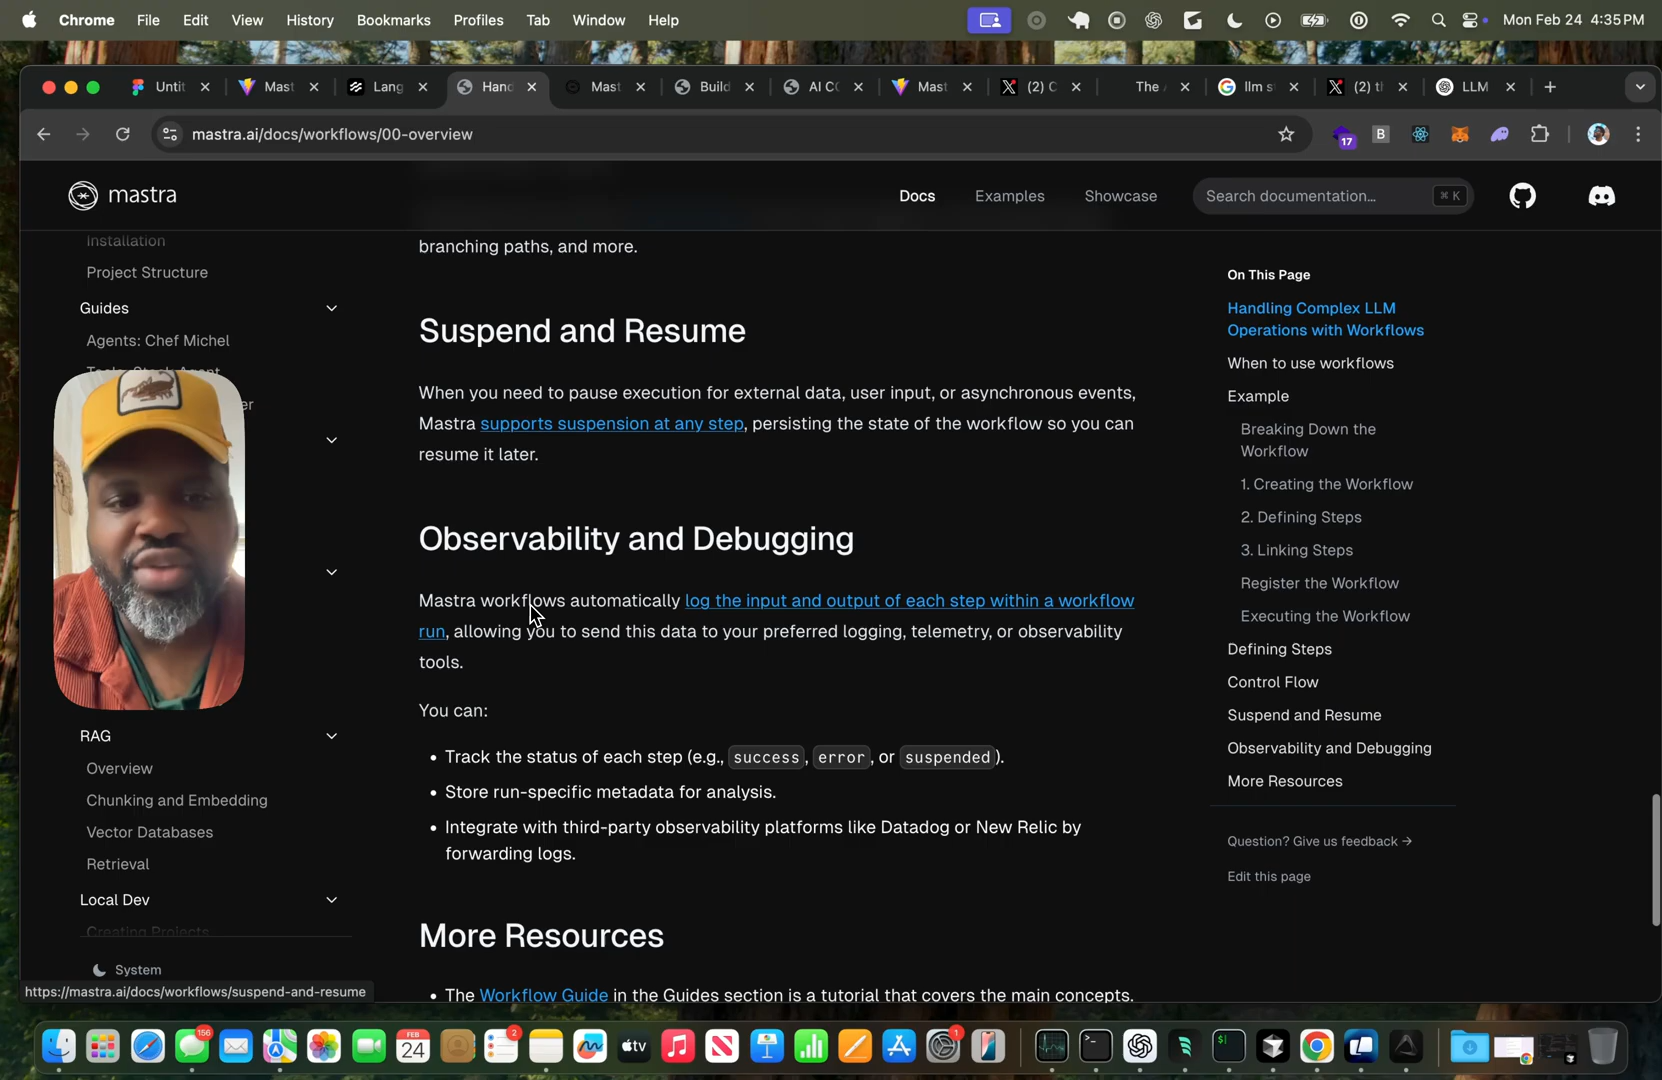 Chrome File Edit View History Bookmarks Profiles Tab Window Help
Mon Feb 24 4:35 PM
Untit
Mast
Lang
Hand
Mast
Build
AI CC
Mast
(2) C
The
llm s
(2) tl
LLM
mastra.ai/docs/workflows/00-overview
B
17
mastra
Docs
Examples
Showcase
Search documentation...
⌘ K
Installation
Project Structure
Guides
Agents: Chef Michel
RAG
Overview
Chunking and Embedding
Vector Databases
Retrieval
Local Dev
Creating Projects
System
https://mastra.ai/docs/workflows/suspend-and-resume
branching paths, and more.
Suspend and Resume
When you need to pause execution for external data, user input, or asynchronous events,
Mastra supports suspension at any step, persisting the state of the workflow so you can
resume it later.
Observability and Debugging
Mastra workflows automatically log the input and output of each step within a workflow
run, allowing you to send this data to your preferred logging, telemetry, or observability
tools.
You can:
• Track the status of each step (e.g., success, error, or suspended).
• Store run-specific metadata for analysis.
• Integrate with third-party observability platforms like Datadog or New Relic by
forwarding logs.
More Resources
• The Workflow Guide in the Guides section is a tutorial that covers the main concepts.
On This Page
Handling Complex LLM
Operations with Workflows
When to use workflows
Example
Breaking Down the
Workflow
1. Creating the Workflow
2. Defining Steps
3. Linking Steps
Register the Workflow
Executing the Workflow
Defining Steps
Control Flow
Suspend and Resume
Observability and Debugging
More Resources
Question? Give us feedback →
Edit this page
156
FEB
24
2
tv
1